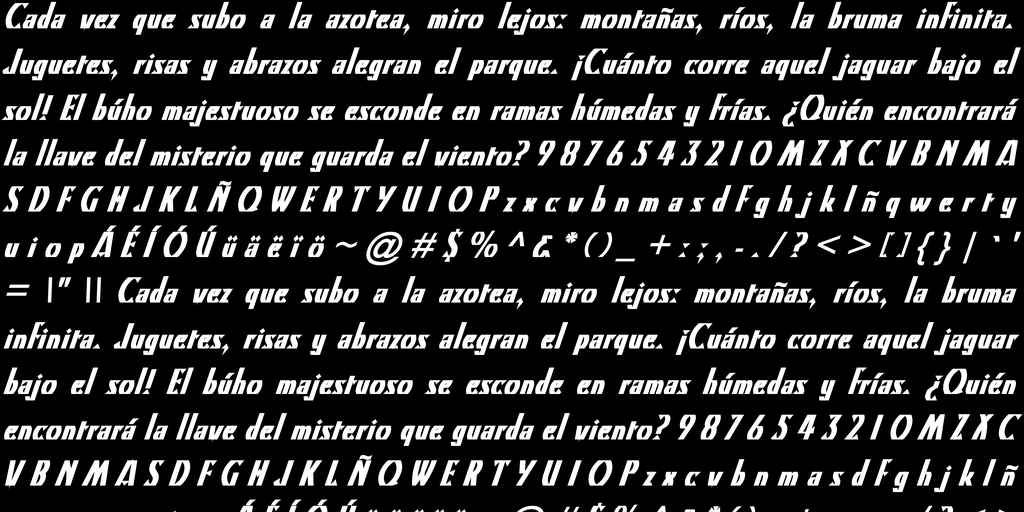 Cada vez que subo a la azotea, miro lejos: montañas, ríos, la bruma infinita.
Juguetes, risas y abrazos alegran el parque. ¡Cuánto corre aquel jaguar bajo el
sol! El búho majestuoso se esconde en ramas húmedas y frías. ¿Quién encontrará
la llave del misterio que guarda el viento? 9 8 7 6 5 4 3 2 1 0 M Z X C V B N M A
S D F G H J K L Ñ Q W E R T Y U I O P z x c v b n m a s d f g h j k l ñ q w e r t y
u i o p Á É Í Ó Ú ü ä ë ï ö ~ @ # $ % ^ & * ( ) _ + : ; , - . / ? < > [ ] { } | ` '
= \" || Cada vez que subo a la azotea, miro lejos: montañas, ríos, la bruma
infinita. Juguetes, risas y abrazos alegran el parque. ¡Cuánto corre aquel jaguar
bajo el sol! El búho majestuoso se esconde en ramas húmedas y frías. ¿Quién
encontrará la llave del misterio que guarda el viento? 9 8 7 6 5 4 3 2 1 0 M Z X C
V B N M A S D F G H J K L Ñ Q W E R T Y U I O P z x c v b n m a s d f g h j k l ñ